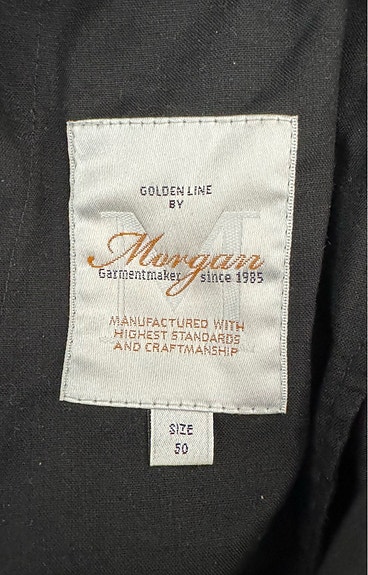 GOLDEN LINE
BY
M
Morgan
Garmentmaker since 1985
MANUFACTURED WITH
HIGHEST STANDARDS
AND CRAFTMANSHIP
SIZE
50